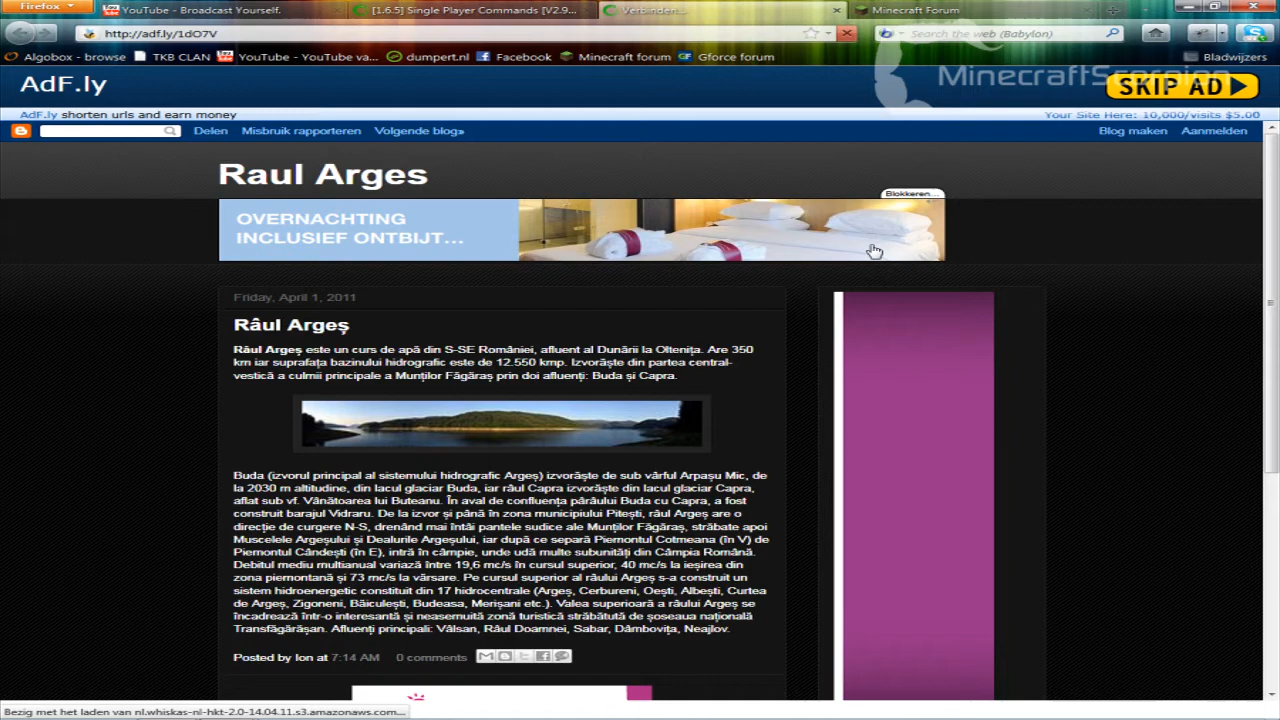 Firefox
YouTube - Broadcast Yourself.
[1.6.5] Single Player Commands [V2.9...
Verbinden...
Minecraft Forum
http://adf.ly/1dO7V
Search the web (Babylon)
Algobox - browse
TKB CLAN
YouTube - YouTube va...
dumpert.nl
Facebook
Minecraft forum
Gforce forum
Bladwijzers
AdF.ly
MinecraftScorpion
SKIP AD
AdF.ly shorten urls and earn money
Your Site Here: 10,000/visits $5.00
Delen
Misbruik rapporteren
Volgende blog»
Blog maken
Aanmelden
Raul Arges
Blokkeren...
OVERNACHTING
INCLUSIEF ONTBIJT...
Friday, April 1, 2011
Râul Argeș
Râul Argeș este un curs de apă din S-SE României, afluent al Dunării la Oltenița. Are 350
km iar suprafața bazinului hidrografic este de 12.550 kmp. Izvorăște din partea central-
vestică a culmii principale a Munților Făgăraș prin doi afluenți: Buda și Capra.
Buda (izvorul principal al sistemului hidrografic Argeș) izvorăște de sub vârful Arpașu Mic, de
la 2030 m altitudine, din lacul glaciar Buda, iar râul Capra izvorăște din lacul glaciar Capra,
aflat sub vf. Vânătoarea lui Buteanu. În aval de confluența pârâului Buda cu Capra, a fost
construit barajul Vidraru. De la izvor și până în zona municipiului Pitești, râul Argeș are o
direcție de curgere N-S, drenând mai întâi pantele sudice ale Munților Făgăraș, străbate apoi
Muscelele Argeșului și Dealurile Argeșului, iar după ce separă Piemontul Cotmeana (în V) de
Piemontul Cândești (în E), intră în câmpie, unde udă multe subunități din Câmpia Română.
Debitul mediu multianual variază între 19,6 mc/s în cursul superior, 40 mc/s la ieșirea din
zona piemontană și 73 mc/s la vărsare. Pe cursul superior al râului Argeș s-a construit un
sistem hidroenergetic constituit din 17 hidrocentrale (Argeș, Cerbureni, Oești, Albești, Curtea
de Argeș, Zigoneni, Băiculești, Budeasa, Merișani etc.). Valea superioară a râului Argeș se
încadrează într-o interesantă și neasemuită zonă turistică străbătută de șoseaua națională
Transfăgărășan. Afluenți principali: Vâlsan, Râul Doamnei, Sabar, Dâmbovița, Neajlov.
Posted by Ion at 7:14 AM
0 comments
Bezig met het laden van nl.whiskas-nl-hkt-2.0-14.04.11.s3.amazonaws.com...